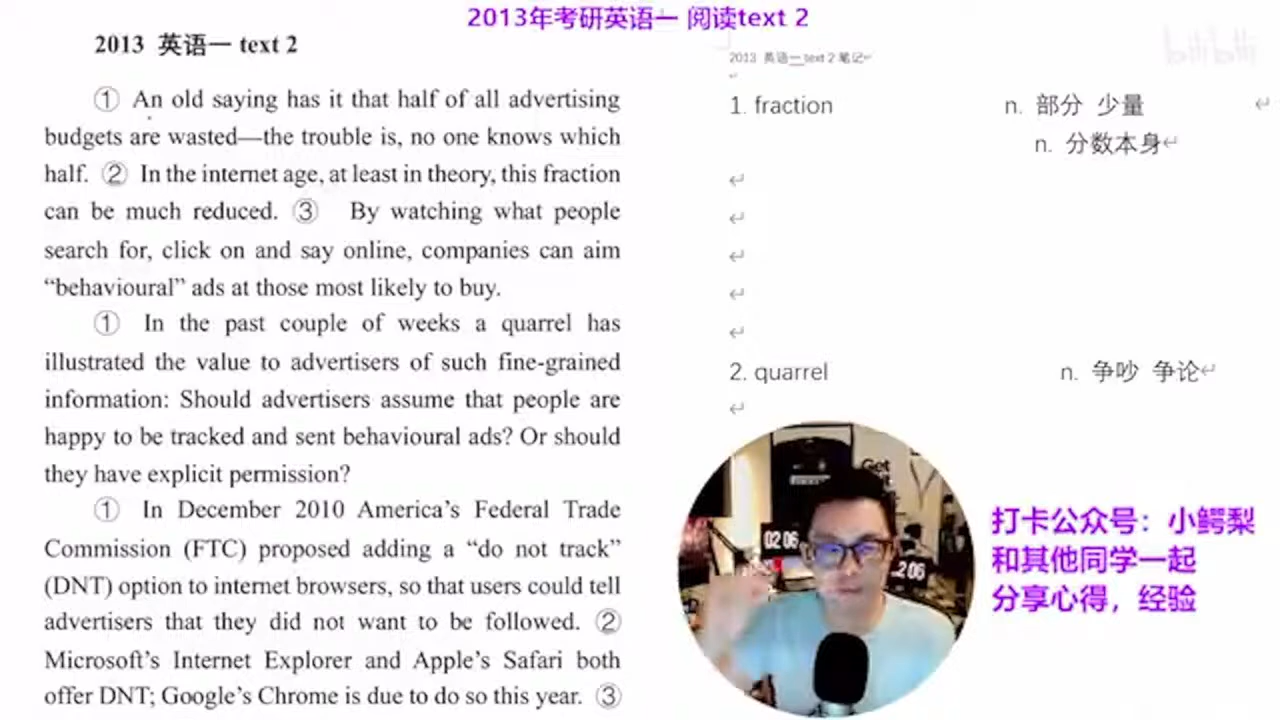 2013年考研英语一 阅读text 2
2013 英语一 text 2
① An old saying has it that half of all advertising
budgets are wasted—the trouble is, no one knows which
half. ② In the internet age, at least in theory, this fraction
can be much reduced. ③ By watching what people
search for, click on and say online, companies can aim
“behavioural” ads at those most likely to buy.
① In the past couple of weeks a quarrel has
illustrated the value to advertisers of such fine-grained
information: Should advertisers assume that people are
happy to be tracked and sent behavioural ads? Or should
they have explicit permission?
① In December 2010 America’s Federal Trade
Commission (FTC) proposed adding a “do not track”
(DNT) option to internet browsers, so that users could tell
advertisers that they did not want to be followed. ②
Microsoft’s Internet Explorer and Apple’s Safari both
offer DNT; Google’s Chrome is due to do so this year. ③
bilibili
2013 英语一 text 2 笔记
1. fraction n. 部分 少量
n. 分数本身
2. quarrel n. 争吵 争论
Get
02 06
2 06
打卡公众号：小鳄梨
和其他同学一起
分享心得，经验